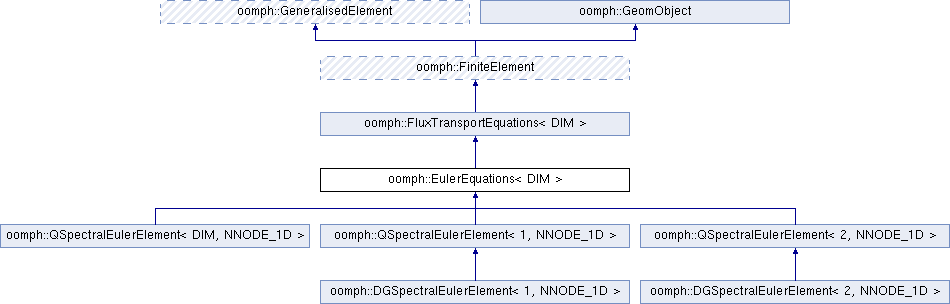 oomph::GeneralisedElement
oomph::GeomObject
oomph::FiniteElement
oomph::FluxTransportEquations< DIM >
oomph::EulerEquations< DIM >
oomph::QSpectralEulerElement< DIM, NNODE_1D >
oomph::QSpectralEulerElement< 1, NNODE_1D >
oomph::QSpectralEulerElement< 2, NNODE_1D >
oomph::DGSpectralEulerElement< 1, NNODE_1D >
oomph::DGSpectralEulerElement< 2, NNODE_1D >